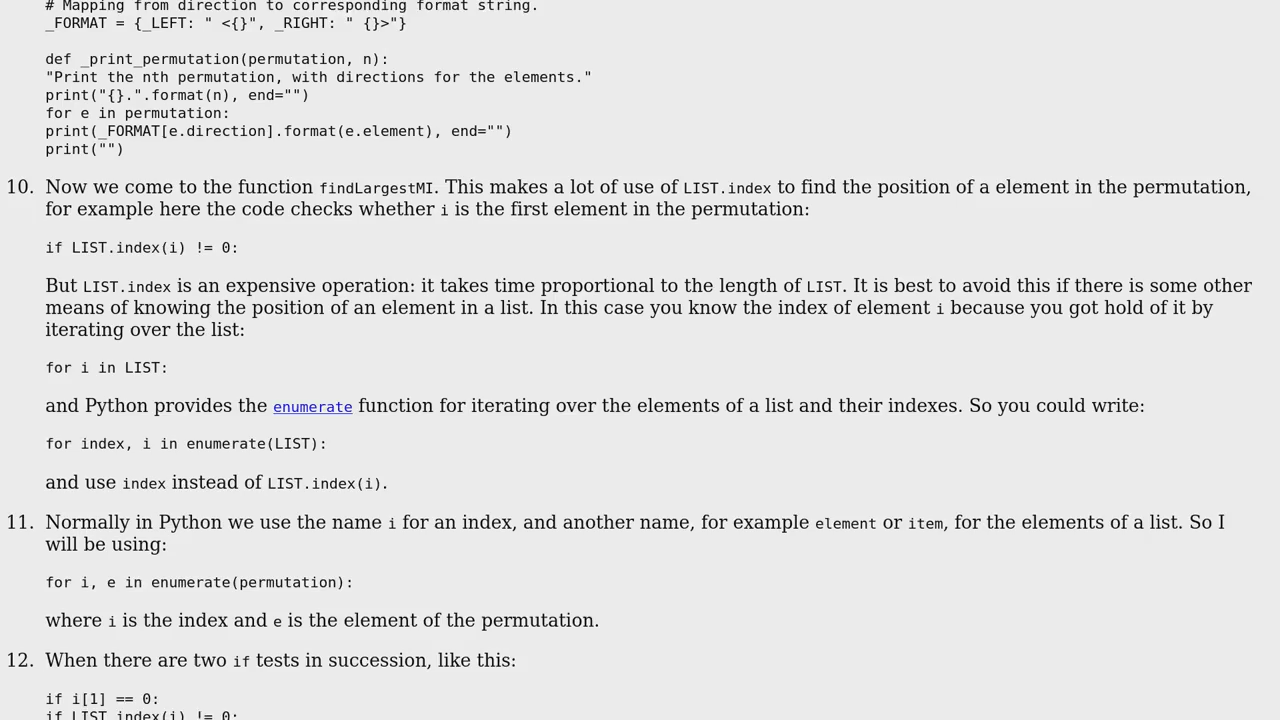 # Mapping from direction to corresponding format string.
_FORMAT = {_LEFT: " <{}", _RIGHT: " {}>"}
def _print_permutation(permutation, n):
"Print the nth permutation, with directions for the elements."
print("{}.".format(n), end="")
for e in permutation:
print(_FORMAT[e.direction].format(e.element), end="")
print("")
10. Now we come to the function findLargestMI. This makes a lot of use of LIST.index to find the position of a element in the permutation,
for example here the code checks whether i is the first element in the permutation:
if LIST.index(i) != 0:
But LIST.index is an expensive operation: it takes time proportional to the length of LIST. It is best to avoid this if there is some other
means of knowing the position of an element in a list. In this case you know the index of element i because you got hold of it by
iterating over the list:
for i in LIST:
and Python provides the enumerate function for iterating over the elements of a list and their indexes. So you could write:
for index, i in enumerate(LIST):
and use index instead of LIST.index(i).
11. Normally in Python we use the name i for an index, and another name, for example element or item, for the elements of a list. So I
will be using:
for i, e in enumerate(permutation):
where i is the index and e is the element of the permutation.
12. When there are two if tests in succession, like this:
if i[1] == 0:
if LIST.index(i) != 0: